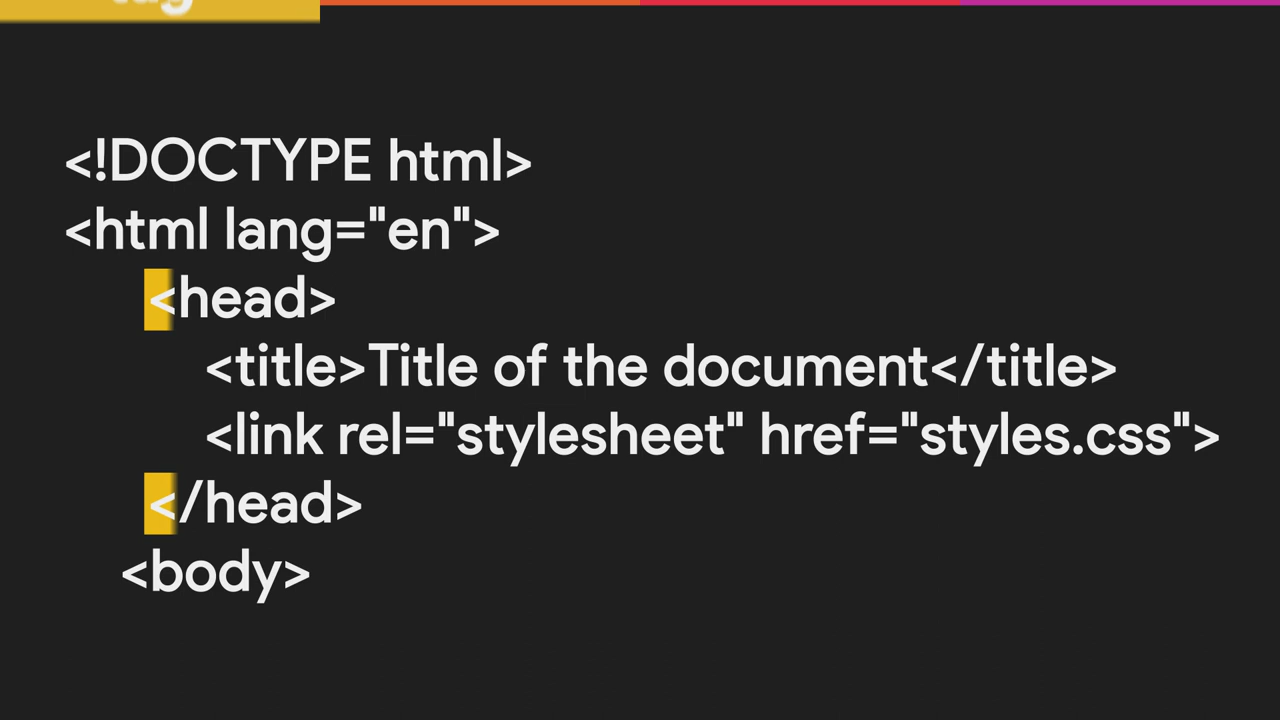 tag
<!DOCTYPE html>
<html lang="en">
<head>
<title>Title of the document</title>
<link rel="stylesheet" href="styles.css">
</head>
<body>